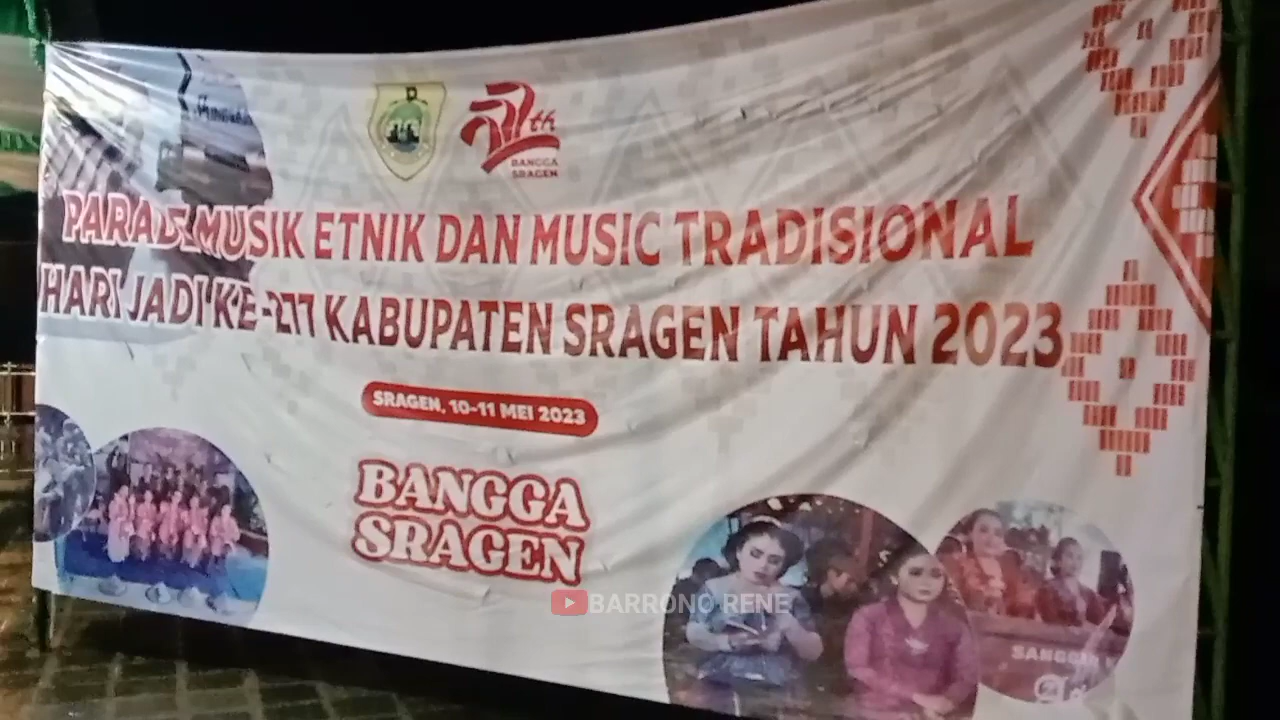 277th
BANGGA
SRAGEN
PARADE MUSIK ETNIK DAN MUSIC TRADISIONAL
HARI JADI KE-277 KABUPATEN SRAGEN TAHUN 2023
SRAGEN, 10-11 MEI 2023
BANGGA
SRAGEN
BARRONO RENE